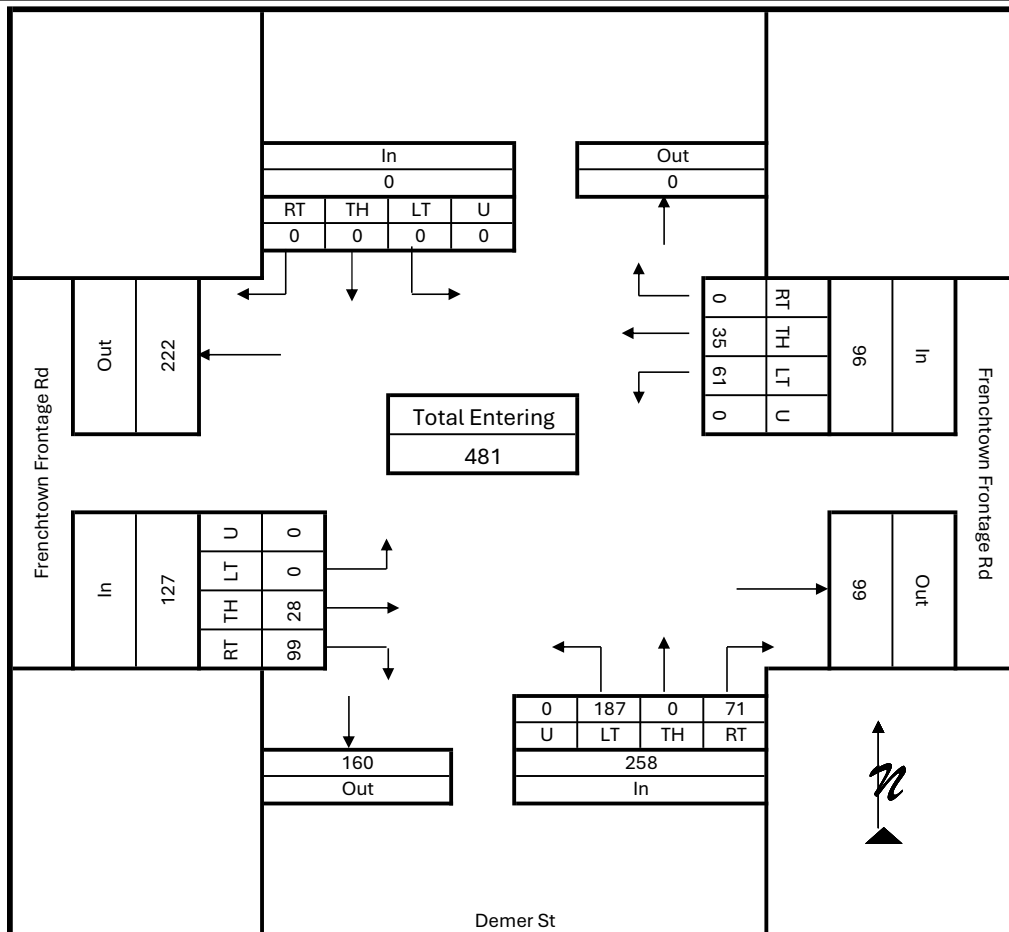 In
0
RT TH LT U
0 0 0 0
Out
0
Frenchtown Frontage Rd
Out
222
0 RT
35 TH
61 LT
0 U
96
In
Frenchtown Frontage Rd
Total Entering
481
In
127
U 0
LT 0
TH 28
RT 99
99
Out
160
Out
0 187 0 71
U LT TH RT
258
In
N
Demer St